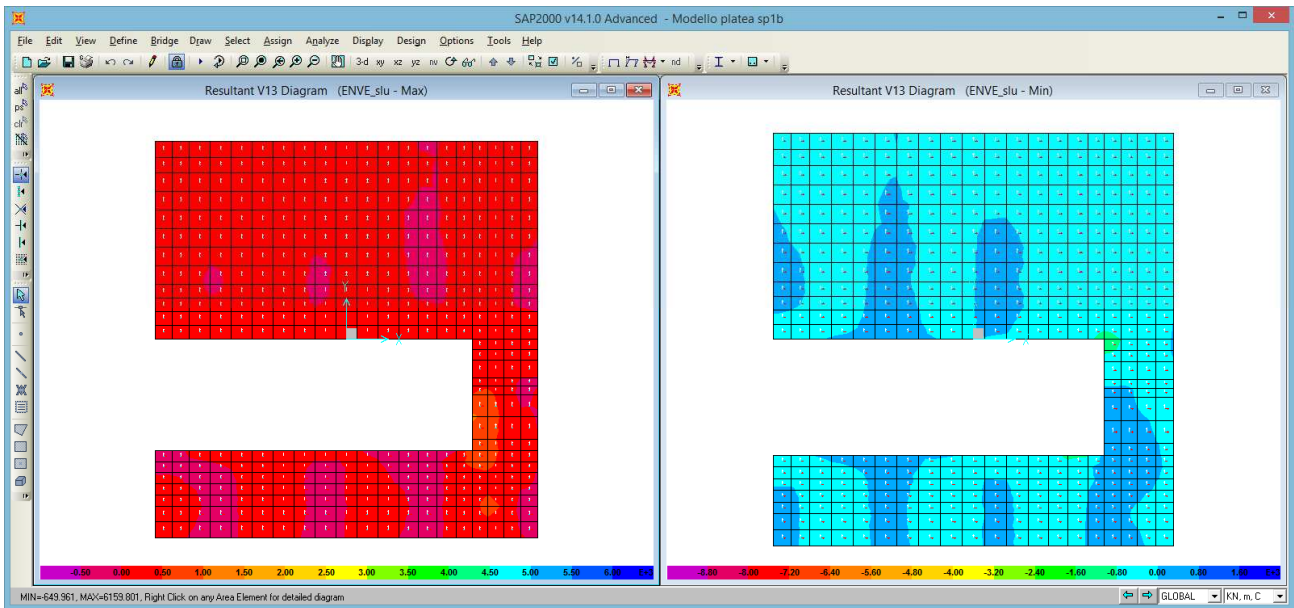 SAP2000 v14.1.0 Advanced - Modello platea sp1b
File Edit View Define Bridge Draw Select Assign Analyze Display Design Options Tools Help
3-d xy xz yz nv nd
all
ps
clr
Resultant V13 Diagram (ENVE_slu - Max)
Resultant V13 Diagram (ENVE_slu - Min)
Y
X
-0.50 0.00 0.50 1.00 1.50 2.00 2.50 3.00 3.50 4.00 4.50 5.00 5.50 6.00
-8.80 -8.00 -7.20 -6.40 -5.60 -4.80 -4.00 -3.20 -2.40 -1.60 -0.80 0.00 0.80
MIN=-649.961, MAX=6159.801, Right Click on any Area Element for detailed diagram
GLOBAL
KN, m, C